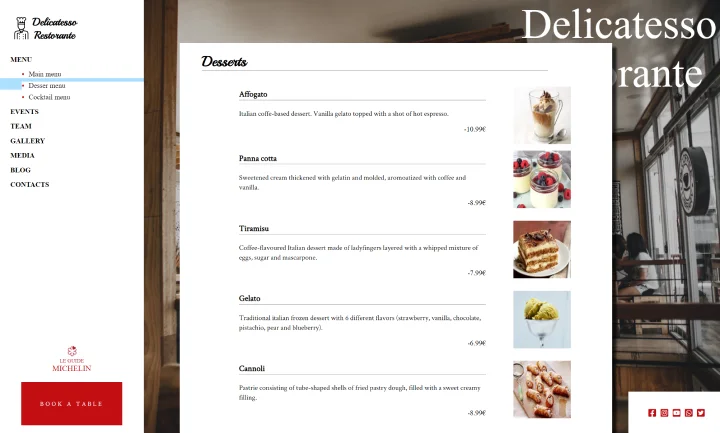 Delicatesso
Restorante
MENU
Main menu
Desser menu
Cocktail menu
EVENTS
TEAM
GALLERY
MEDIA
BLOG
CONTACTS
LE GUIDE
MICHELIN
BOOK A TABLE
Delicatesso
rante
Desserts
Affogato
Italian coffe-based dessert. Vanilla gelato topped with a shot of hot espresso.
-10.99€
Panna cotta
Sweetened cream thickened with gelatin and molded, aromoatized with coffee and
vanilla.
-8.99€
Tiramisu
Coffee-flavoured Italian dessert made of ladyfingers layered with a whipped mixture of
eggs, sugar and mascarpone.
-7.99€
Gelato
Traditional italian frozen dessert with 6 different flavors (strawberry, vanilla, chocolate,
pistachio, pear and blueberry).
-6.99€
Cannoli
Pastrie consisting of tube-shaped shells of fried pastry dough, filled with a sweet creamy
filling.
-8.99€